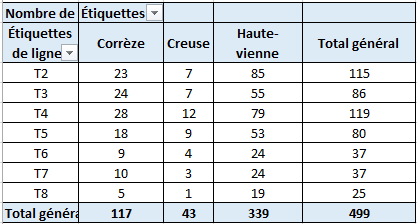 Nombre de Étiquettes
Étiquettes de ligne Corrèze Creuse Haute-vienne Total général
T2 23 7 85 115
T3 24 7 55 86
T4 28 12 79 119
T5 18 9 53 80
T6 9 4 24 37
T7 10 3 24 37
T8 5 1 19 25
Total généra 117 43 339 499